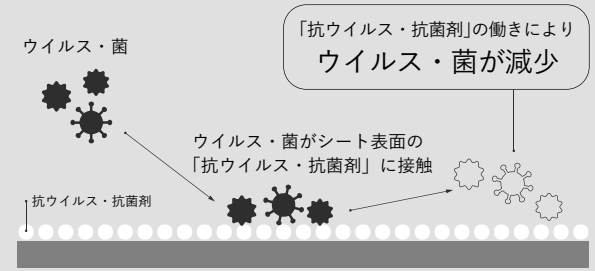 「抗ウイルス・抗菌剤」の働きにより
ウイルス・菌が減少
ウイルス・菌
ウイルス・菌がシート表面の
「抗ウイルス・抗菌剤」に接触
抗ウイルス・抗菌剤